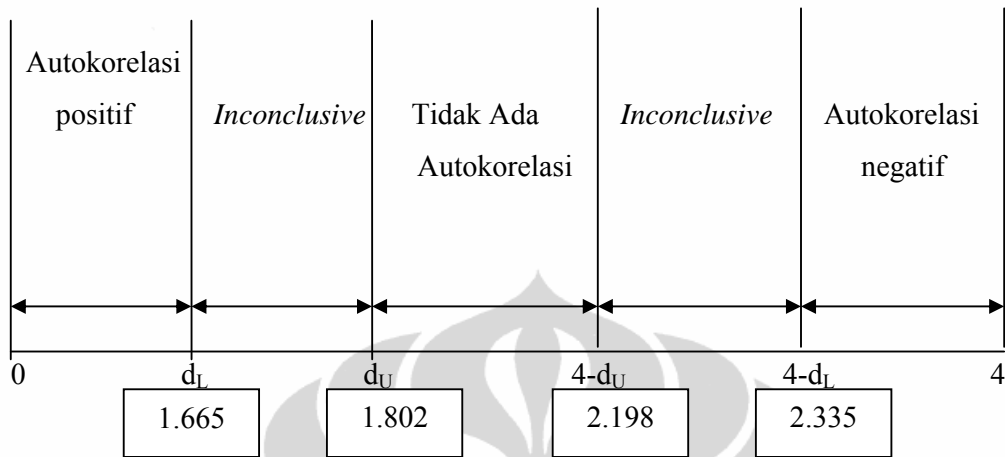 Autokorelasi
positif
Inconclusive
Tidak Ada
Autokorelasi
Inconclusive
Autokorelasi
negatif
0 dL dU 4-dU 4-dL 4
1.665 1.802 2.198 2.335